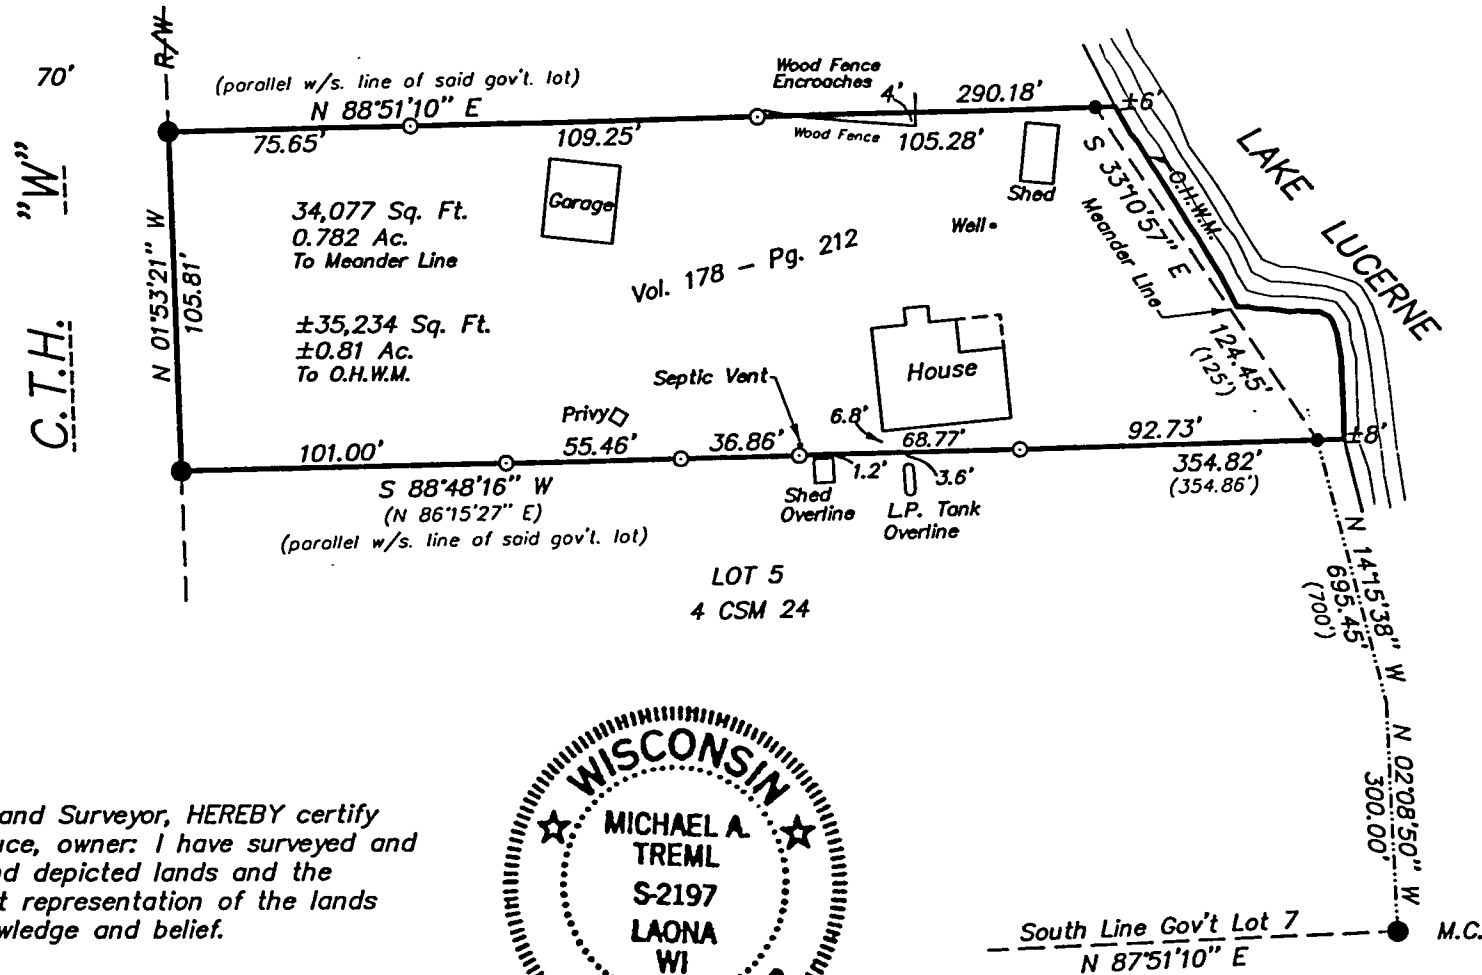 70'
R/W
(parallel w/s. line of said gov't. lot)
N 88°51'10" E
75.65'
109.25'
Wood Fence
Encroaches
4'
290.18'
±6'
Wood Fence
105.28'
Shed
Well
Garage
34,077 Sq. Ft.
0.782 Ac.
To Meander Line
±35,234 Sq. Ft.
±0.81 Ac.
To O.H.W.M.
Vol. 178 - Pg. 212
C.T.H. "W"
N 01°53'21" W
105.81'
S 33°10'57" E
Meander Line
124.45'
(125')
O.H.W.M.
LAKE LUCERNE
House
Septic Vent
Privy
6.8'
101.00'
55.46'
36.86'
68.77'
92.73'
±8'
1.2'
3.6'
354.82'
(354.86')
S 88°48'16" W
(N 86°15'27" E)
(parallel w/s. line of said gov't. lot)
Shed
Overline
L.P. Tank
Overline
LOT 5
4 CSM 24
N 14°15'38" W
695.45'
(700')
N 02°08'50" W
300.00'
and Surveyor, HEREBY certify
ce, owner: I have surveyed and
d depicted lands and the
t representation of the lands
wledge and belief.
WISCONSIN
MICHAEL A.
TREML
S-2197
LAONA
WI
South Line Gov't Lot 7
N 87°51'10" E
M.C.